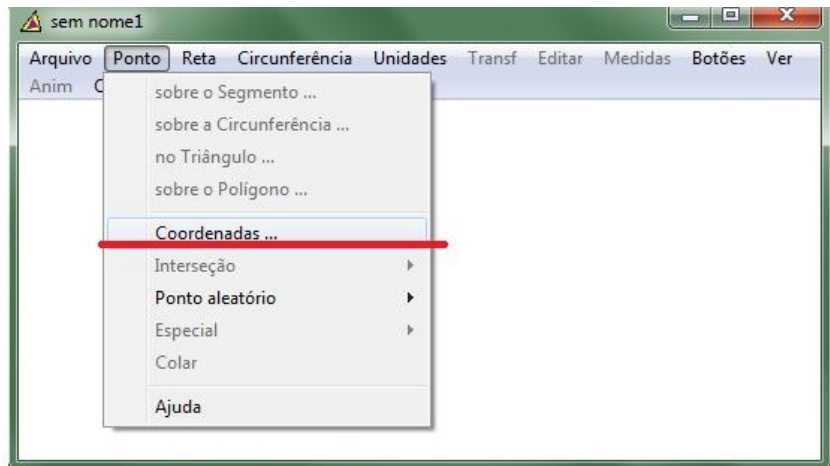 sem nome1
Arquivo Ponto Reta Circunferência Unidades Transf Editar Medidas Botões Ver
Anim
sobre o Segmento ...
sobre a Circunferência ...
no Triângulo ...
sobre o Polígono ...
Coordenadas ...
Interseção
Ponto aleatório
Especial
Colar
Ajuda